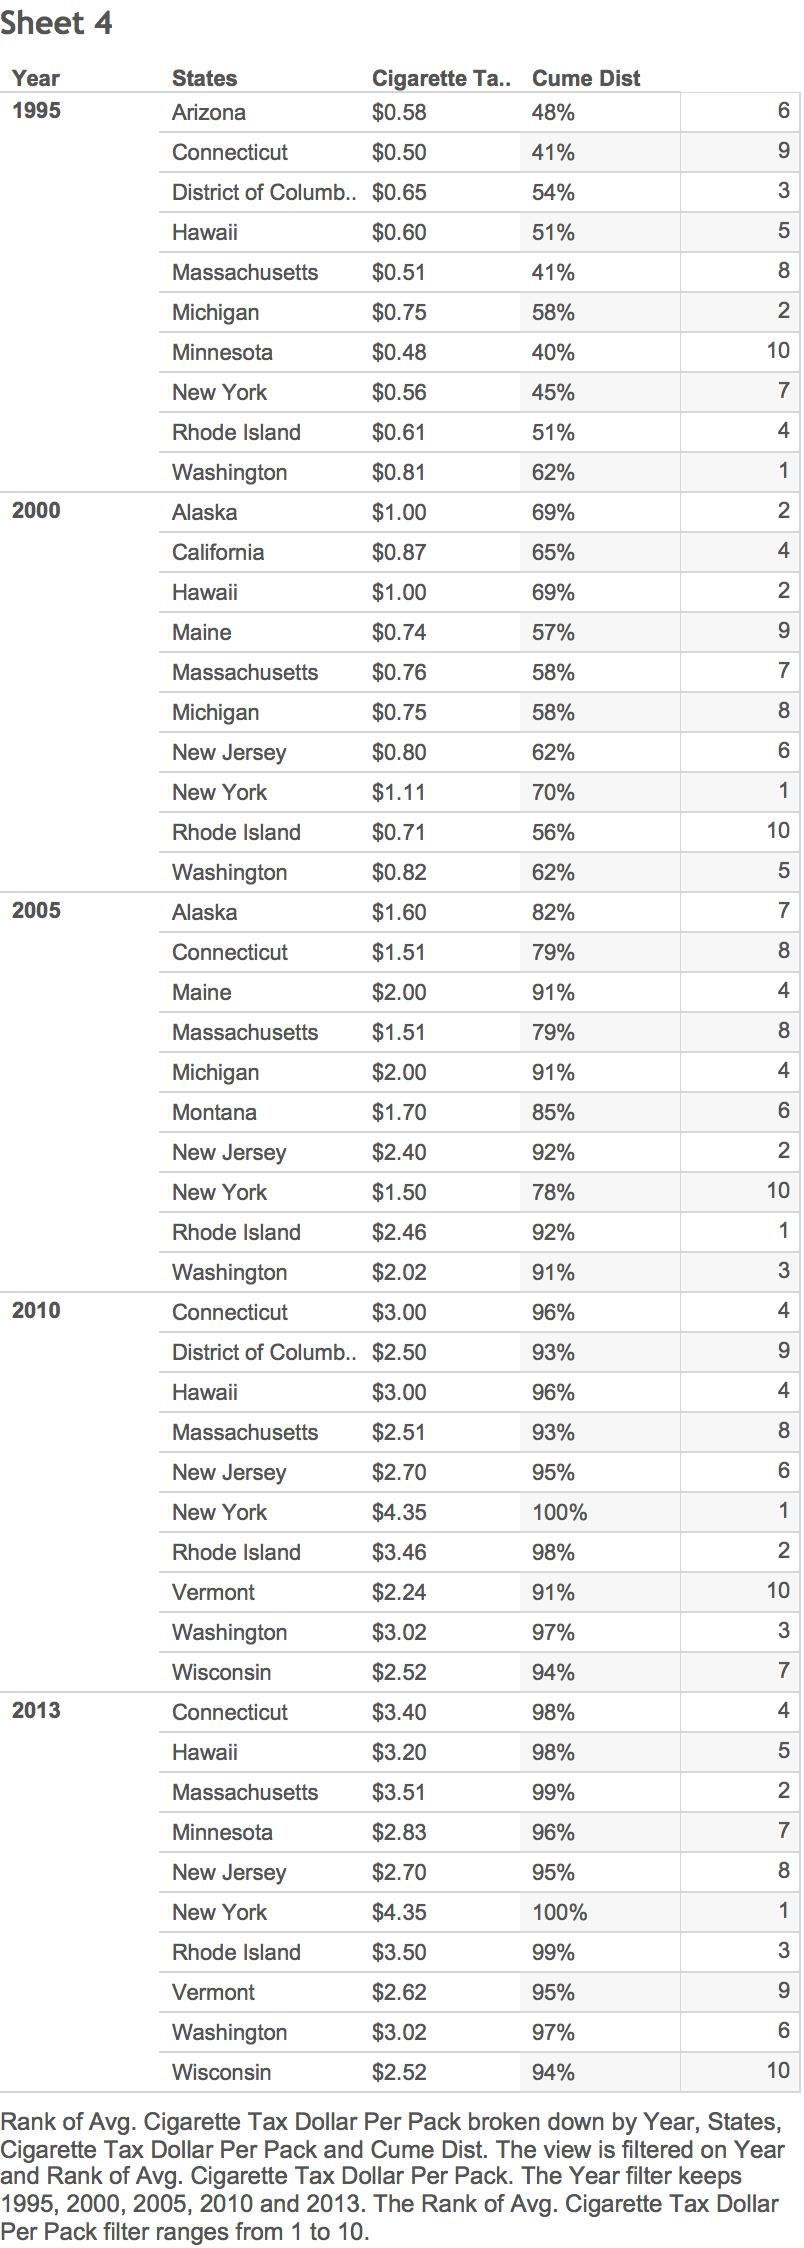 Sheet 4
Year States Cigarette Ta.. Cume Dist
1995 Arizona $0.58 48% 6
Connecticut $0.50 41% 9
District of Columb.. $0.65 54% 3
Hawaii $0.60 51% 5
Massachusetts $0.51 41% 8
Michigan $0.75 58% 2
Minnesota $0.48 40% 10
New York $0.56 45% 7
Rhode Island $0.61 51% 4
Washington $0.81 62% 1
2000 Alaska $1.00 69% 2
California $0.87 65% 4
Hawaii $1.00 69% 2
Maine $0.74 57% 9
Massachusetts $0.76 58% 7
Michigan $0.75 58% 8
New Jersey $0.80 62% 6
New York $1.11 70% 1
Rhode Island $0.71 56% 10
Washington $0.82 62% 5
2005 Alaska $1.60 82% 7
Connecticut $1.51 79% 8
Maine $2.00 91% 4
Massachusetts $1.51 79% 8
Michigan $2.00 91% 4
Montana $1.70 85% 6
New Jersey $2.40 92% 2
New York $1.50 78% 10
Rhode Island $2.46 92% 1
Washington $2.02 91% 3
2010 Connecticut $3.00 96% 4
District of Columb.. $2.50 93% 9
Hawaii $3.00 96% 4
Massachusetts $2.51 93% 8
New Jersey $2.70 95% 6
New York $4.35 100% 1
Rhode Island $3.46 98% 2
Vermont $2.24 91% 10
Washington $3.02 97% 3
Wisconsin $2.52 94% 7
2013 Connecticut $3.40 98% 4
Hawaii $3.20 98% 5
Massachusetts $3.51 99% 2
Minnesota $2.83 96% 7
New Jersey $2.70 95% 8
New York $4.35 100% 1
Rhode Island $3.50 99% 3
Vermont $2.62 95% 9
Washington $3.02 97% 6
Wisconsin $2.52 94% 10
Rank of Avg. Cigarette Tax Dollar Per Pack broken down by Year, States,
Cigarette Tax Dollar Per Pack and Cume Dist. The view is filtered on Year
and Rank of Avg. Cigarette Tax Dollar Per Pack. The Year filter keeps
1995, 2000, 2005, 2010 and 2013. The Rank of Avg. Cigarette Tax Dollar
Per Pack filter ranges from 1 to 10.